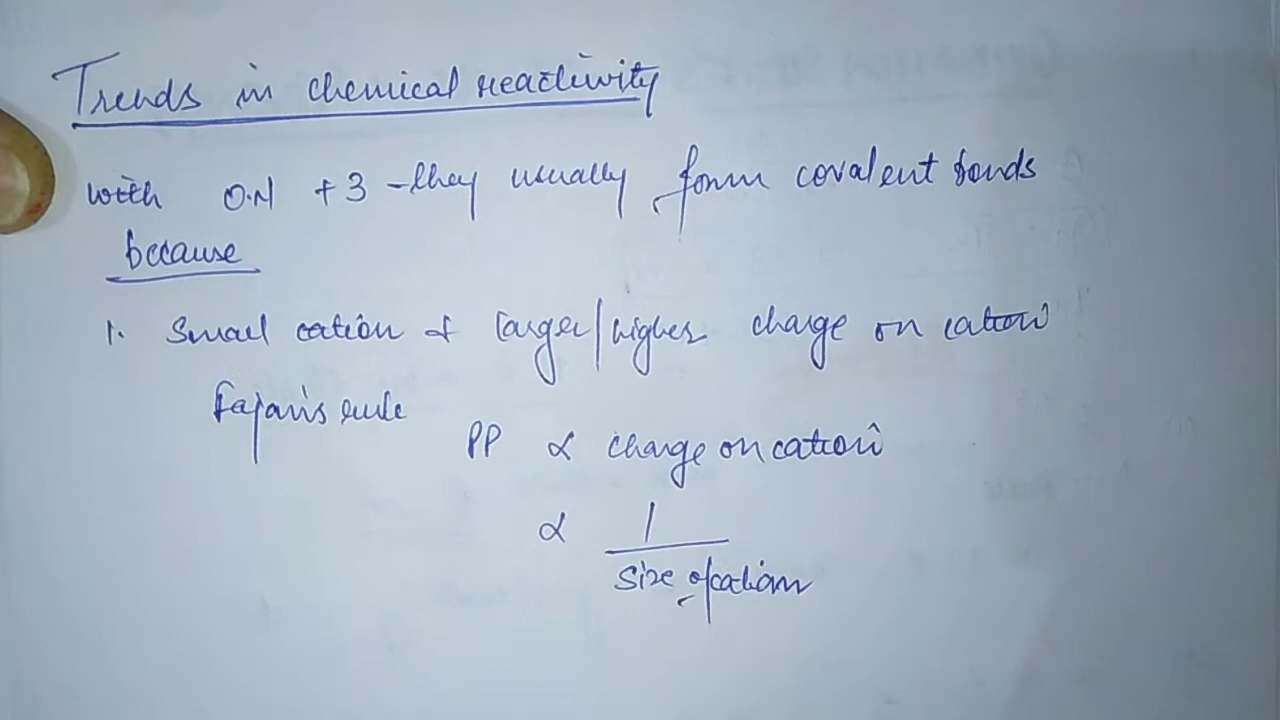 Trends in chemical reactivity
with O.N +3 - they usually form covalent bonds
because
1. Small cation & larger/higher charge on cation
Fajan's rule
PP ∝ charge on cation
∝ 1
size of cation